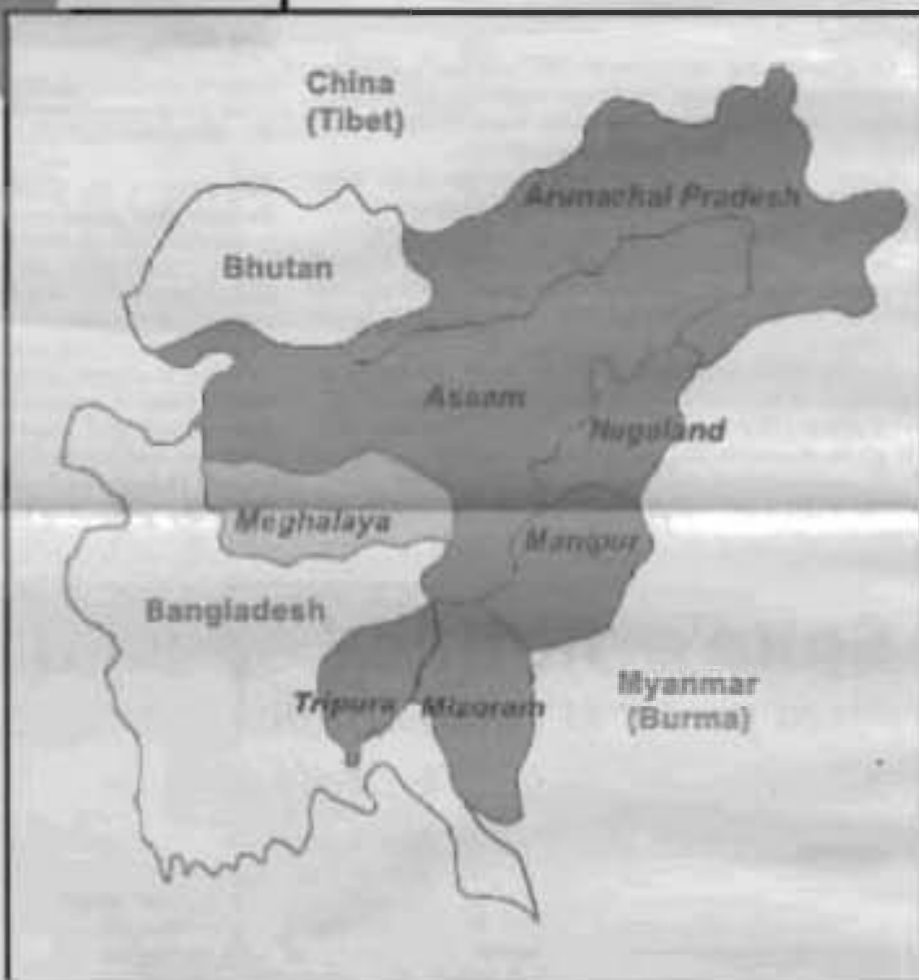 China
(Tibet)
Arunachal Pradesh
Bhutan
Assam
Nagaland
Meghalaya
Manipur
Bangladesh
Myanmar
(Burma)
Tripura
Mizoram